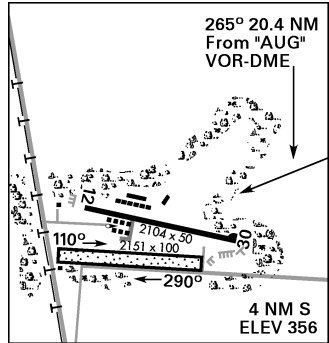 265° 20.4 NM
From "AUG"
VOR-DME
12
2104 x 50
30
110°
2151 x 100
290°
4 NM S
ELEV 356